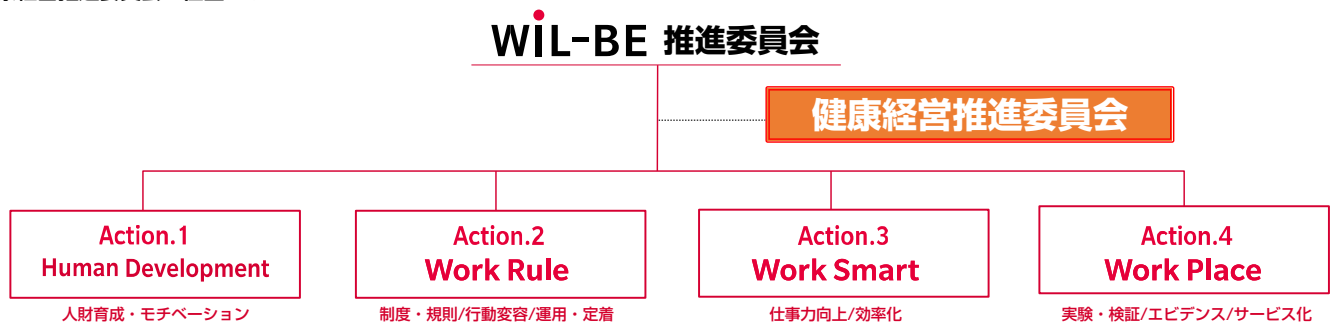 WiL-BE 推進委員会
健康経営推進委員会
Action.1
Human Development
人財育成・モチベーション
Action.2
Work Rule
制度・規則/行動変容/運用・定着
Action.3
Work Smart
仕事力向上/効率化
Action.4
Work Place
実験・検証/エビデンス/サービス化